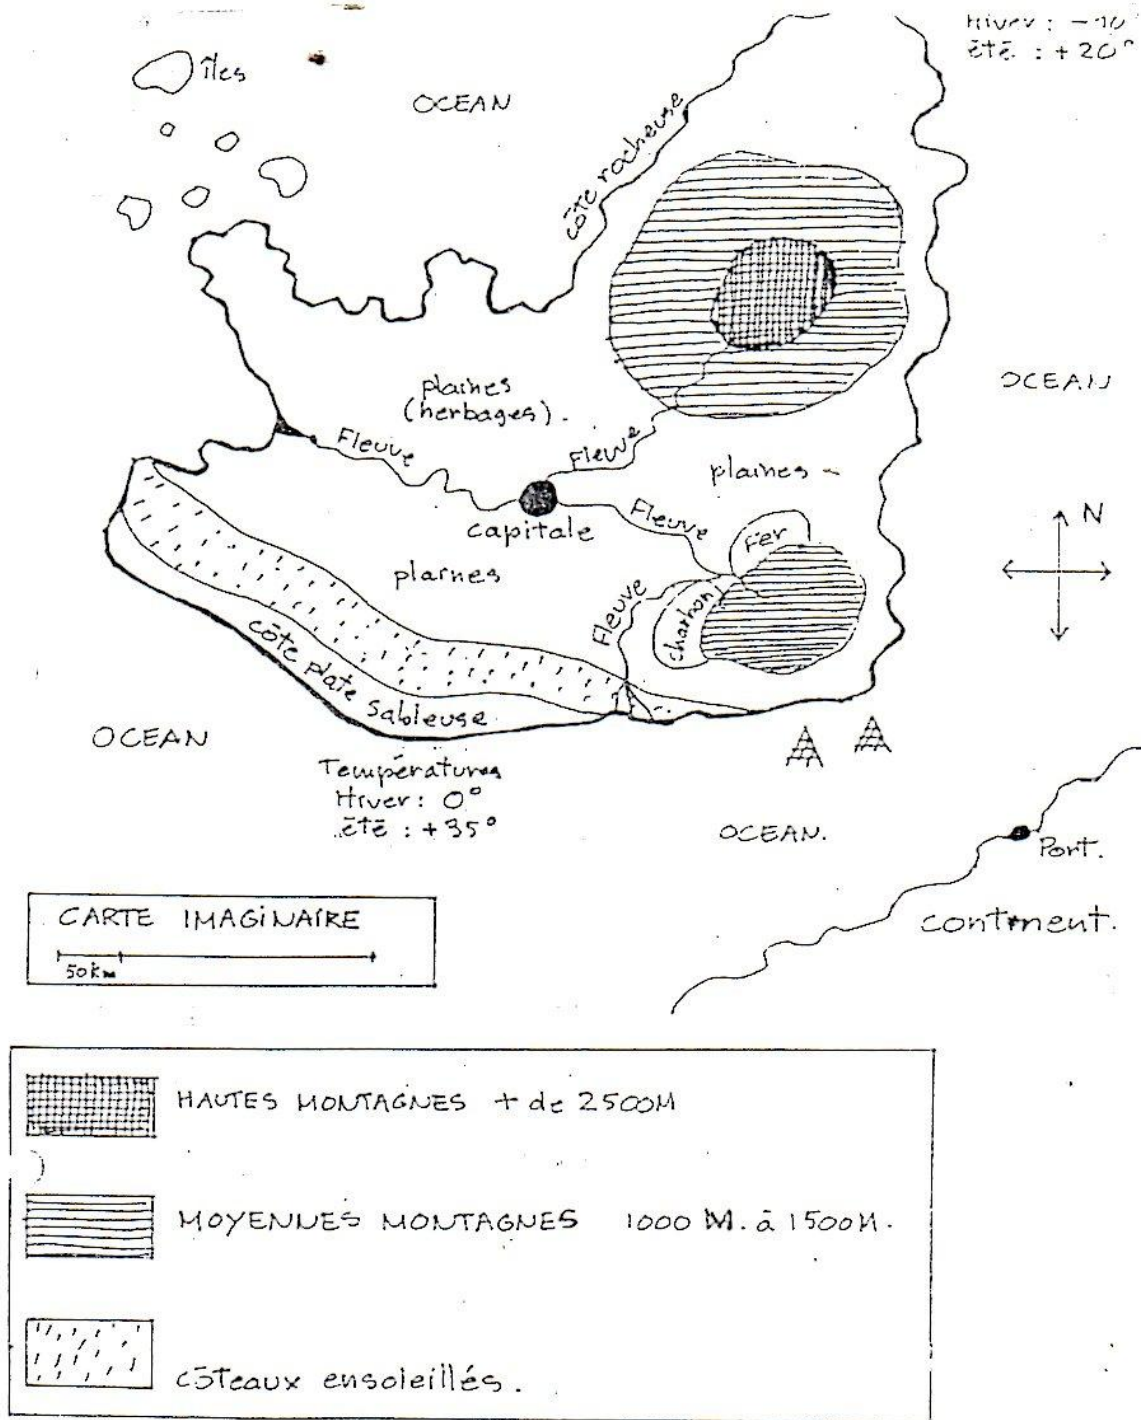 Hiver : -10°
été : +20°
îles
OCEAN
côte rocheuse
OCEAN
plaines
(herbages).
Fleuve
Fleuve
plaines
N
capitale
Fleuve
Fer
plaines
Fleuve
charbon
côte plate sableuse.
OCEAN
Températures
Hiver : 0°
été : +35°
OCEAN.
Port.
continent.
CARTE IMAGINAIRE
50 km
HAUTES MONTAGNES + de 2500M
MOYENNES MONTAGNES 1000 M. à 1500M.
côteaux ensoleillés.